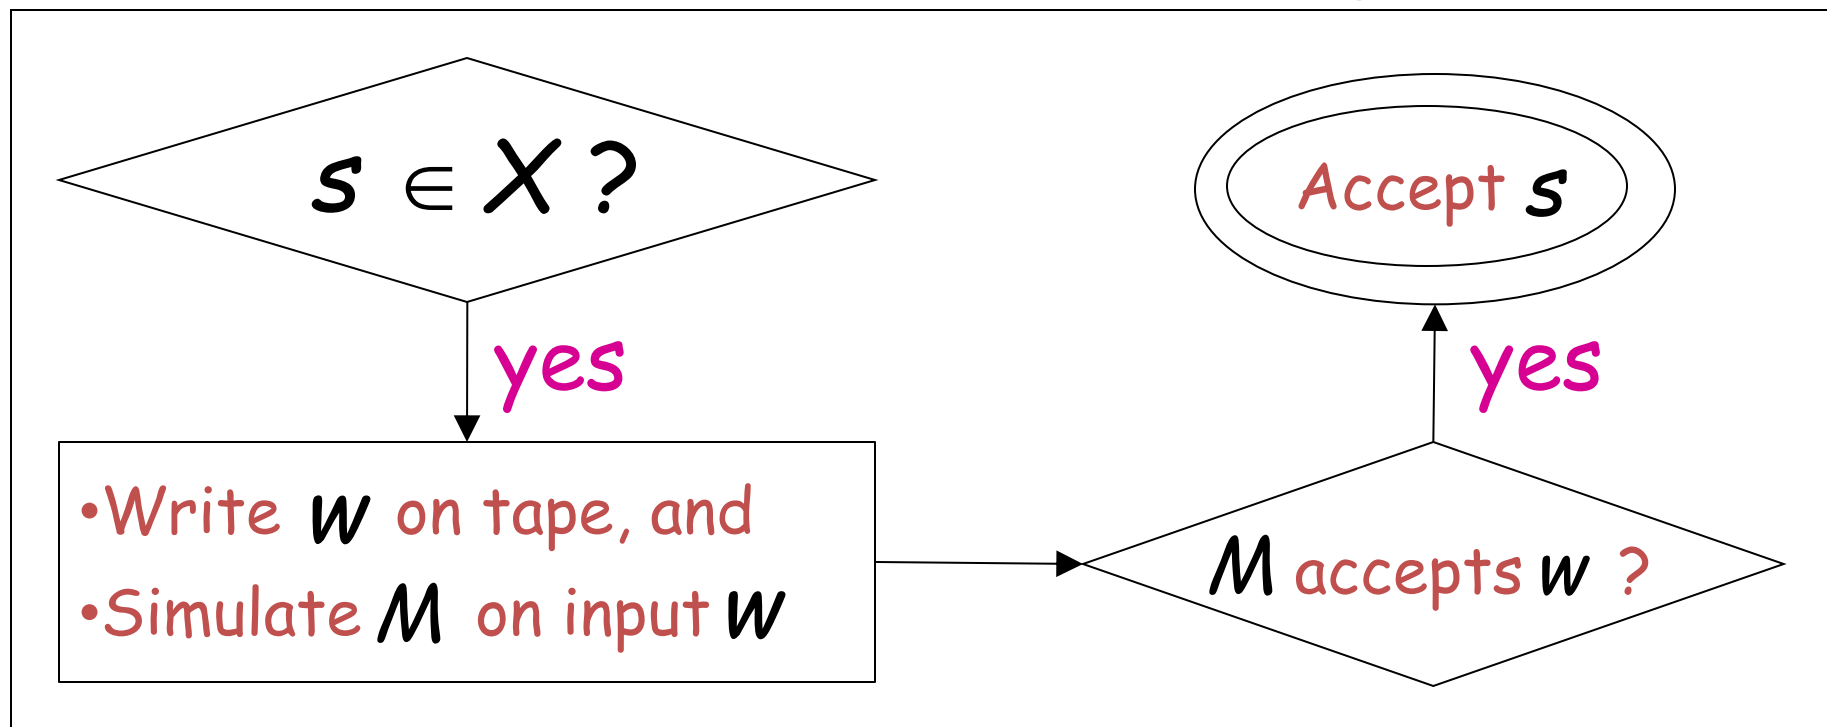 s ∈ X ?
yes
•Write w on tape, and
•Simulate M on input w
M accepts w ?
yes
Accept s